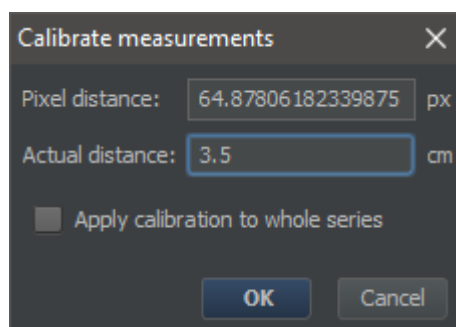 Calibrate measurements
Pixel distance: 64.87806182339875 px
Actual distance: 3.5 cm
Apply calibration to whole series
OK Cancel